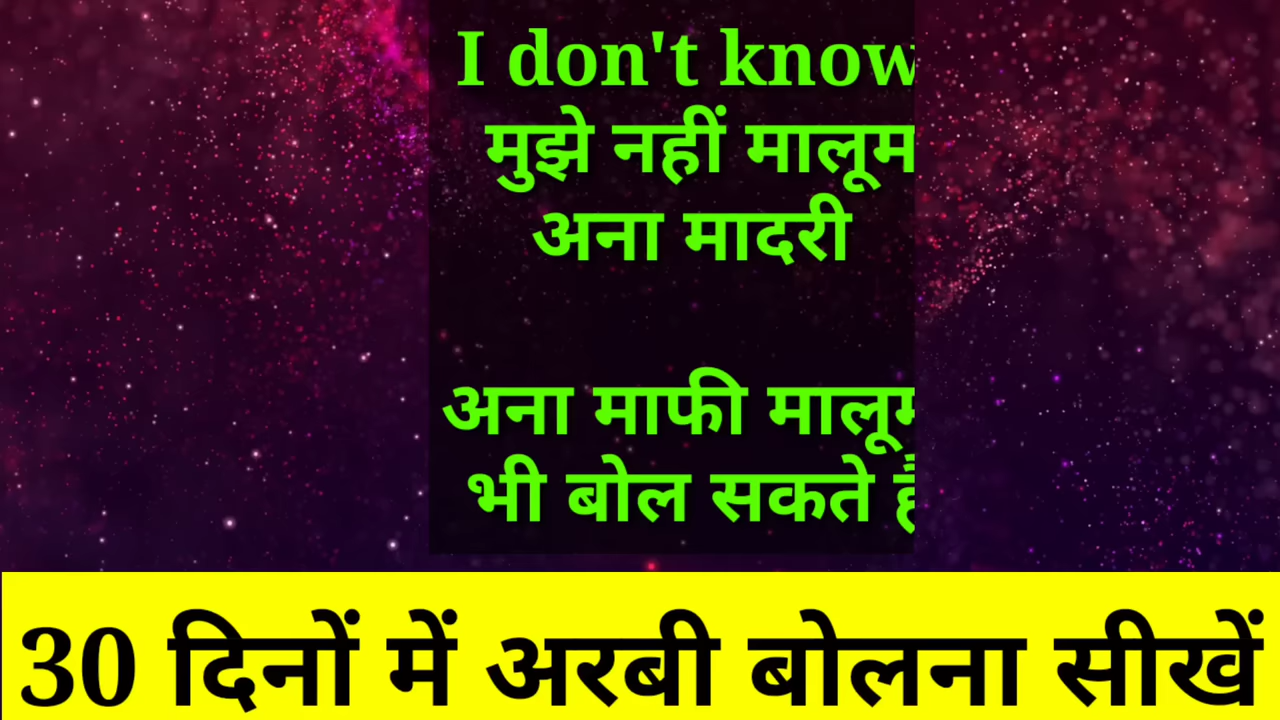 I don't know
मुझे नहीं मालूम
अना मादरी
अना माफी मालूम
भी बोल सकते है
30 दिनों में अरबी बोलना सीखें